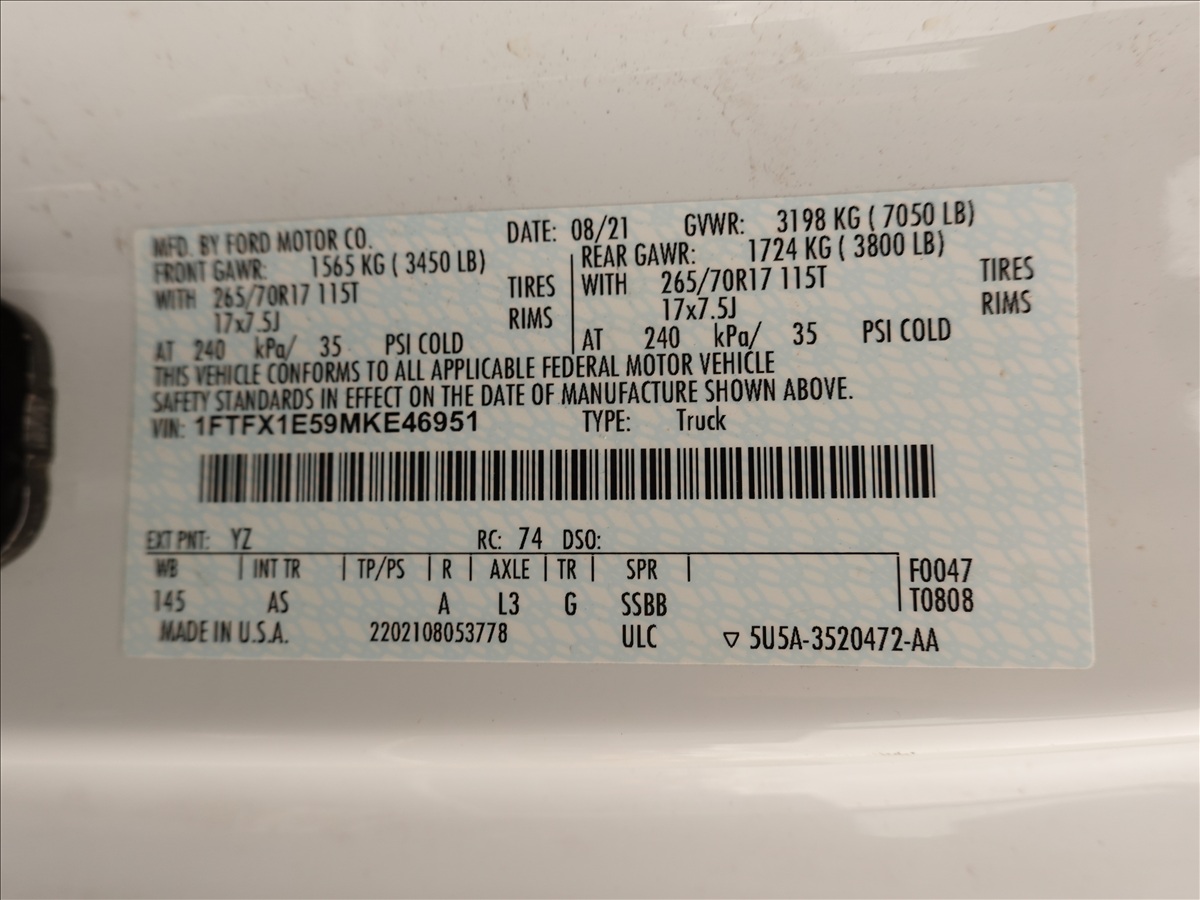 MFD. BY FORD MOTOR CO. DATE: 08/21 GVWR: 3198 KG ( 7050 LB)
FRONT GAWR: 1565 KG ( 3450 LB) REAR GAWR: 1724 KG ( 3800 LB)
WITH 265/70R17 115T TIRES WITH 265/70R17 115T TIRES
17x7.5J RIMS 17x7.5J RIMS
AT 240 kPa/ 35 PSI COLD AT 240 kPa/ 35 PSI COLD
THIS VEHICLE CONFORMS TO ALL APPLICABLE FEDERAL MOTOR VEHICLE
SAFETY STANDARDS IN EFFECT ON THE DATE OF MANUFACTURE SHOWN ABOVE.
VIN: 1FTFX1E59MKE46951 TYPE: Truck
EXT PNT: YZ RC: 74 DSO:
WB | INT TR | TP/PS | R | AXLE | TR | SPR | F0047
145 AS A L3 G SSBB T0808
MADE IN U.S.A. 2202108053778 ULC ▽ 5U5A-3520472-AA